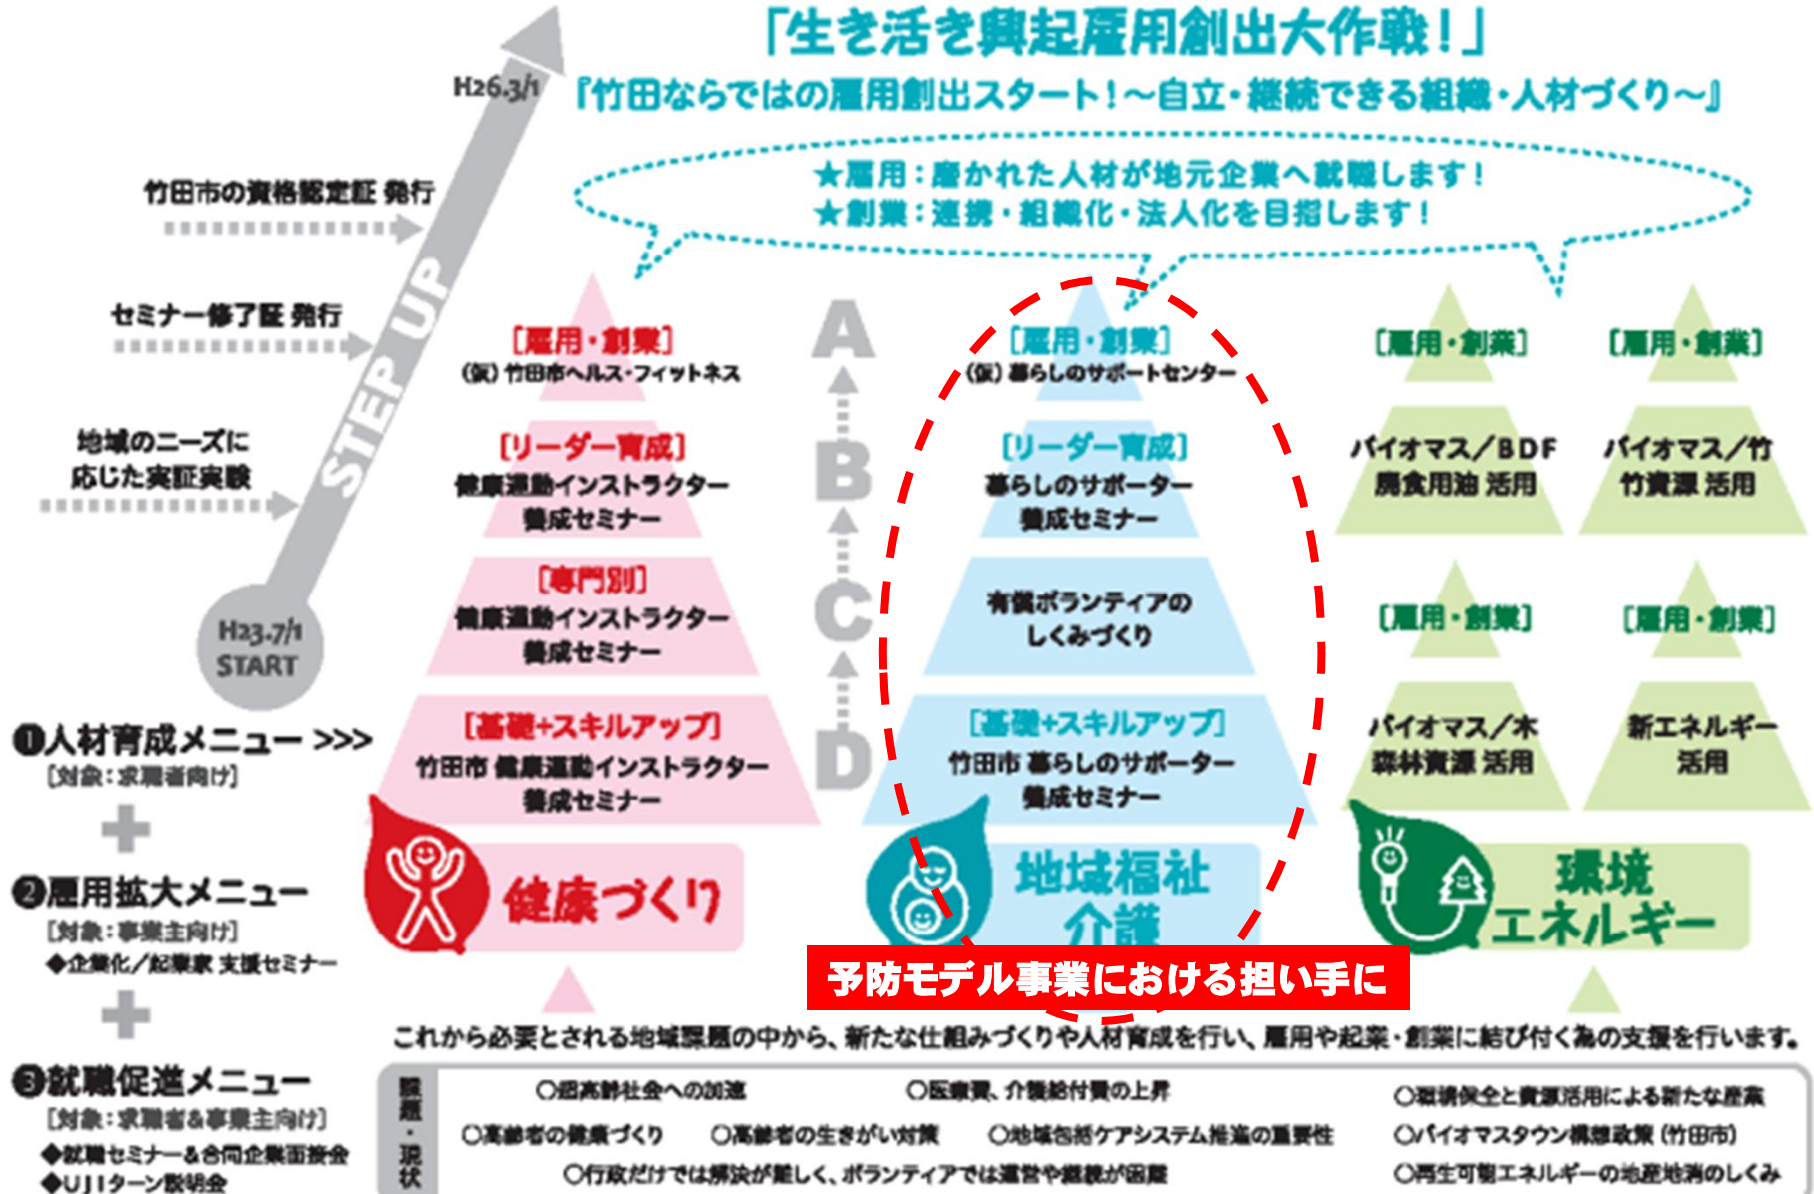 「生き活き興起雇用創出大作戦！」
『竹田ならではの雇用創出スタート！～自立・継続できる組織・人材づくり～』
★雇用：磨かれた人材が地元企業へ就職します！
★創業：連携・組織化・法人化を目指します！
H26.3/1
竹田市の資格認定証 発行
セミナー修了証 発行
地域のニーズに
応じた実証実験
STEP UP
H23.7/1
START
❶人材育成メニュー >>>
［対象：求職者向け］
＋
❷雇用拡大メニュー
［対象：事業主向け］
◆企業化／起業家 支援セミナー
＋
❸就職促進メニュー
［対象：求職者&事業主向け］
◆就職セミナー&合同企業面接会
◆UJIターン説明会
［雇用・創業］
（仮）竹田市ヘルス・フィットネス
［リーダー育成］
健康運動インストラクター
養成セミナー
［専門別］
健康運動インストラクター
養成セミナー
［基礎+スキルアップ］
竹田市 健康運動インストラクター
養成セミナー
健康づくり
A
B
C
D
［雇用・創業］
（仮）暮らしのサポートセンター
［リーダー育成］
暮らしのサポーター
養成セミナー
有償ボランティアの
しくみづくり
［基礎+スキルアップ］
竹田市 暮らしのサポーター
養成セミナー
地域福祉
介護
予防モデル事業における担い手に
［雇用・創業］
バイオマス／BDF
廃食用油 活用
［雇用・創業］
バイオマス／竹
竹資源 活用
［雇用・創業］
バイオマス／木
森林資源 活用
［雇用・創業］
新エネルギー
活用
環境
エネルギー
これから必要とされる地域課題の中から、新たな仕組みづくりや人材育成を行い、雇用や起業・創業に結び付く為の支援を行います。
課題・現状
○超高齢社会への加速
○医療費、介護給付費の上昇
○高齢者の健康づくり
○高齢者の生きがい対策
○地域包括ケアシステム推進の重要性
○行政だけでは解決が難しく、ボランティアでは運営や継続が困難
○環境保全と資源活用による新たな産業
○バイオマスタウン構想政策（竹田市）
○再生可能エネルギーの地産地消のしくみ